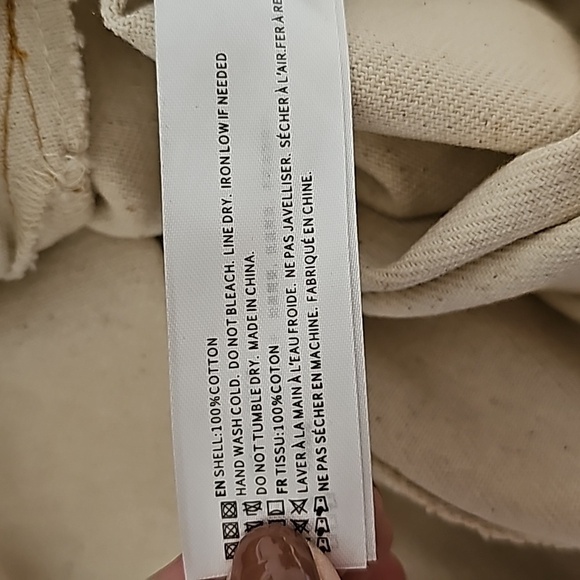 EN SHELL:100%COTTON
HAND WASH COLD. DO NOT BLEACH. LINE DRY. IRON LOW IF NEEDED
DO NOT TUMBLE DRY. MADE IN CHINA.
FR TISSU:100%COTON
LAVER À LA MAIN À L'EAU FROIDE. NE PAS JAVELLISER. SÉCHER À L'AIR.FER À RE
NE PAS SÉCHER EN MACHINE. FABRIQUÉ EN CHINE.